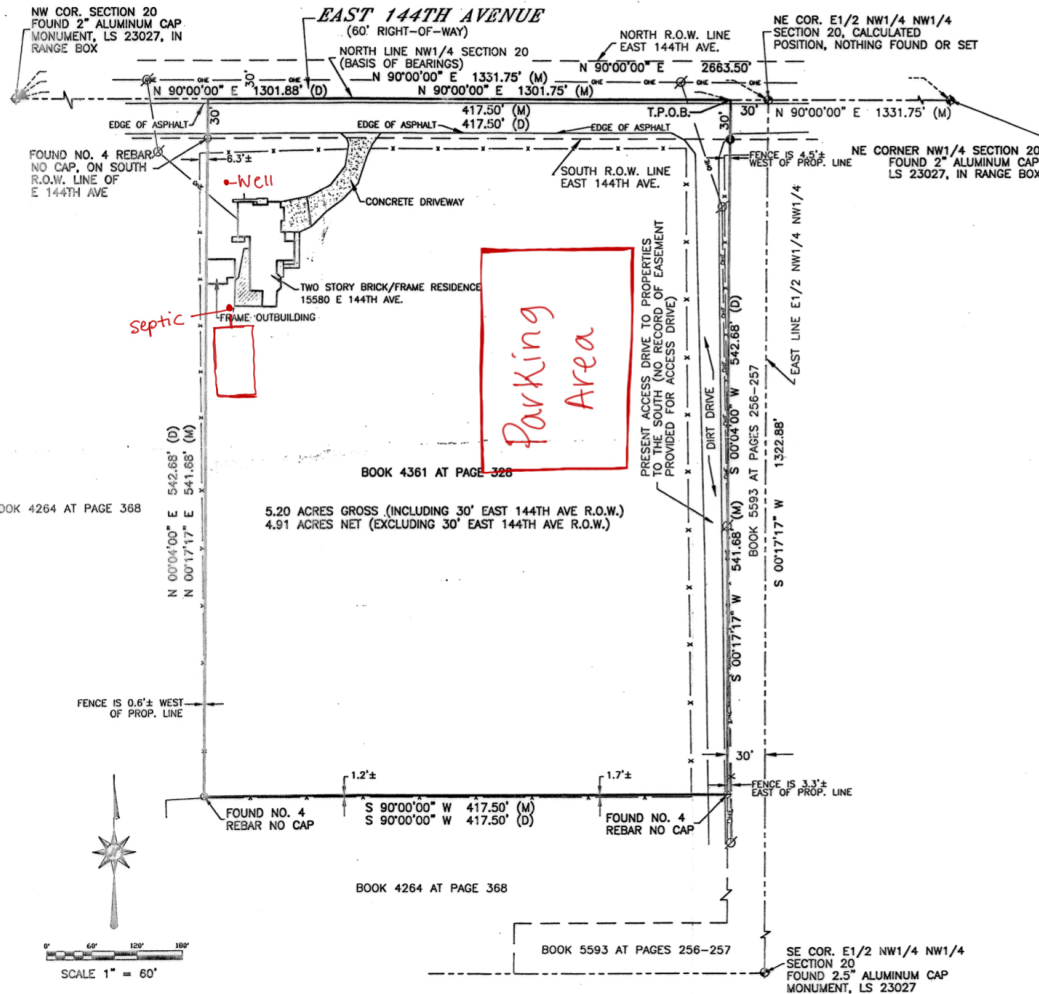 NW COR. SECTION 20
FOUND 2" ALUMINUM CAP
MONUMENT, LS 23027, IN
RANGE BOX
EAST 144TH AVENUE
(60' RIGHT-OF-WAY)
NORTH LINE NW1/4 SECTION 20
(BASIS OF BEARINGS)
NORTH R.O.W. LINE
EAST 144TH AVE.
NE COR. E1/2 NW1/4 NW1/4
SECTION 20, CALCULATED
POSITION, NOTHING FOUND OR SET
N 90°00'00" E 1331.75' (M)
N 90°00'00" E 2663.50'
OHE OHE OHE OHE OHE
30'
N 90°00'00" E 1301.88' (D)
N 90°00'00" E 1301.75' (M)
417.50' (M)
417.50' (D)
T.P.O.B.
30'
N 90°00'00" E 1331.75' (M)
30'
30'
EDGE OF ASPHALT
EDGE OF ASPHALT
EDGE OF ASPHALT
FOUND NO. 4 REBAR
NO CAP, ON SOUTH
R.O.W. LINE OF
E 144TH AVE
6.3'±
Well
SOUTH R.O.W. LINE
EAST 144TH AVE.
FENCE IS 4.5'±
WEST OF PROP. LINE
NE CORNER NW1/4 SECTION 20
FOUND 2" ALUMINUM CAP
LS 23027, IN RANGE BOX
CONCRETE DRIVEWAY
TWO STORY BRICK/FRAME RESIDENCE
15580 E 144TH AVE.
FRAME OUTBUILDING
septic
Parking
Area
PRESENT ACCESS DRIVE TO PROPERTIES
TO THE SOUTH (NO RECORD OF EASEMENT
PROVIDED FOR ACCESS DRIVE)
DIRT DRIVE
S 00°04'00" W 542.68' (D)
S 00°17'17" W 541.68' (M)
BOOK 5593 AT PAGES 256-257
EAST LINE E1/2 NW1/4 NW1/4
S 00°17'17" W 1322.88'
N 00°04'00" E 542.68' (D)
N 00°17'17" E 541.68' (M)
BOOK 4361 AT PAGE 328
OOK 4264 AT PAGE 368
5.20 ACRES GROSS (INCLUDING 30' EAST 144TH AVE R.O.W.)
4.91 ACRES NET (EXCLUDING 30' EAST 144TH AVE R.O.W.)
FENCE IS 0.6'± WEST
OF PROP. LINE
30'
1.2'±
1.7'±
FENCE IS 3.3'±
EAST OF PROP. LINE
FOUND NO. 4
REBAR NO CAP
S 90°00'00" W 417.50' (M)
S 90°00'00" W 417.50' (D)
FOUND NO. 4
REBAR NO CAP
BOOK 4264 AT PAGE 368
BOOK 5593 AT PAGES 256-257
0' 60' 120' 180'
SCALE 1" = 60'
SE COR. E1/2 NW1/4 NW1/4
SECTION 20
FOUND 2.5" ALUMINUM CAP
MONUMENT, LS 23027